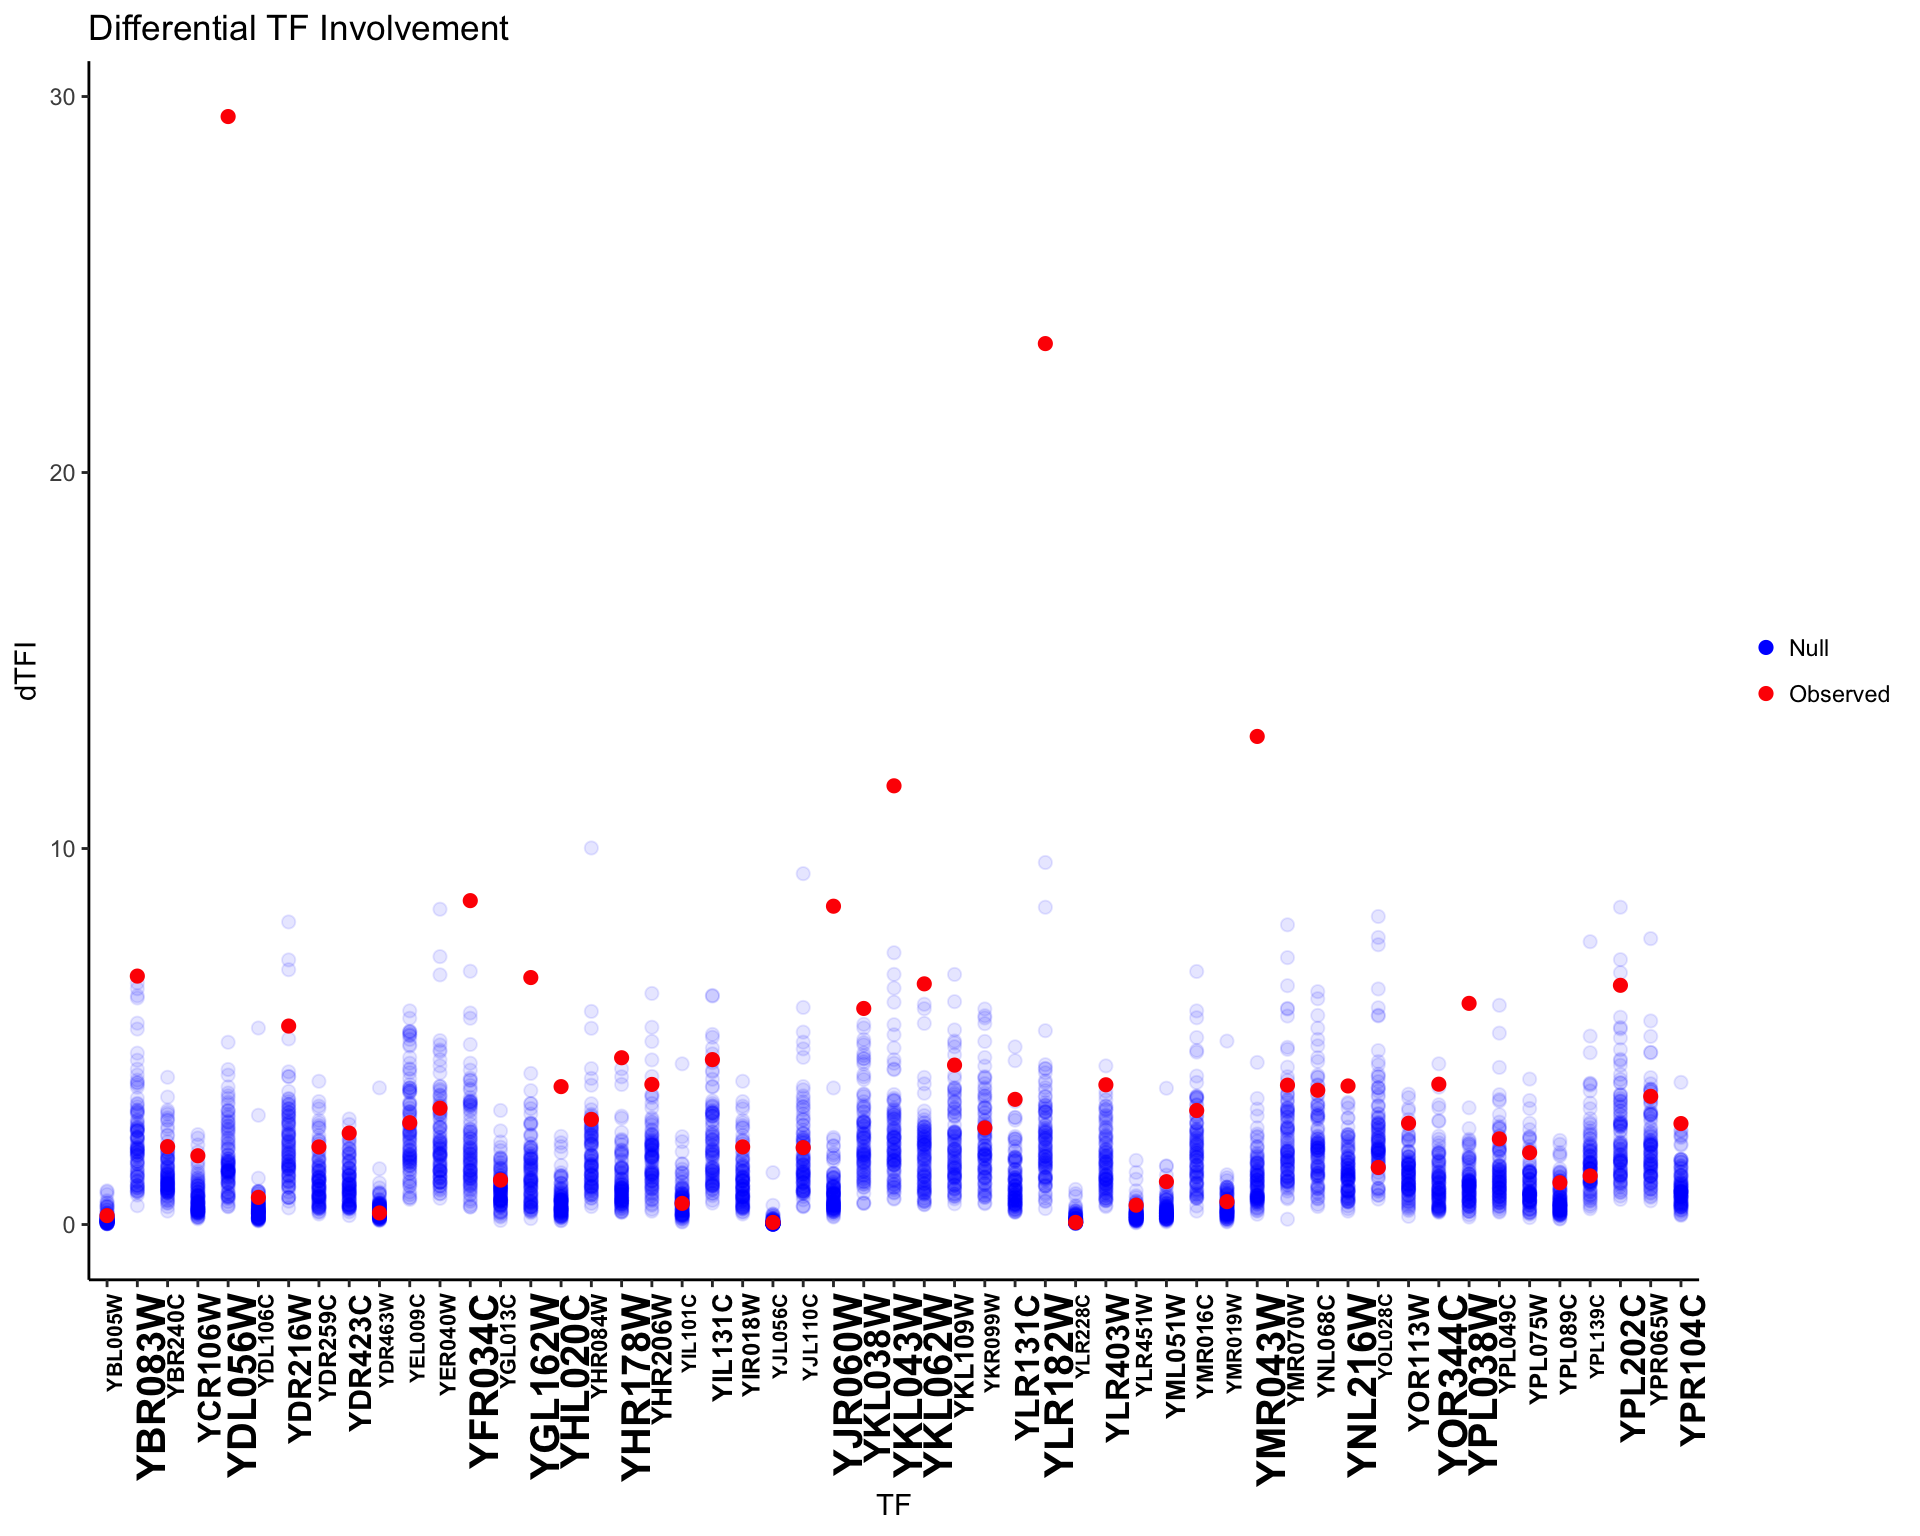 Differential TF Involvement
30
20
10
0
dTFI
Null
Observed
YBL005W
YBR083W
YBR240C
YCR106W
YDL056W
YDL106C
YDR216W
YDR259C
YDR423C
YDR463W
YEL009C
YER040W
YFR034C
YGL013C
YGL162W
YHL020C
YHR084W
YHR178W
YHR206W
YIL101C
YIL131C
YIR018W
YJL056C
YJL110C
YJR060W
YKL038W
YKL043W
YKL062W
YKL109W
YKR099W
YLR131C
YLR182W
YLR228C
YLR403W
YLR451W
YML051W
YMR016C
YMR019W
YMR043W
YMR070W
YNL068C
YNL216W
YOL028C
YOR113W
YOR344C
YPL038W
YPL049C
YPL075W
YPL089C
YPL139C
YPL202C
YPR065W
YPR104C
TF